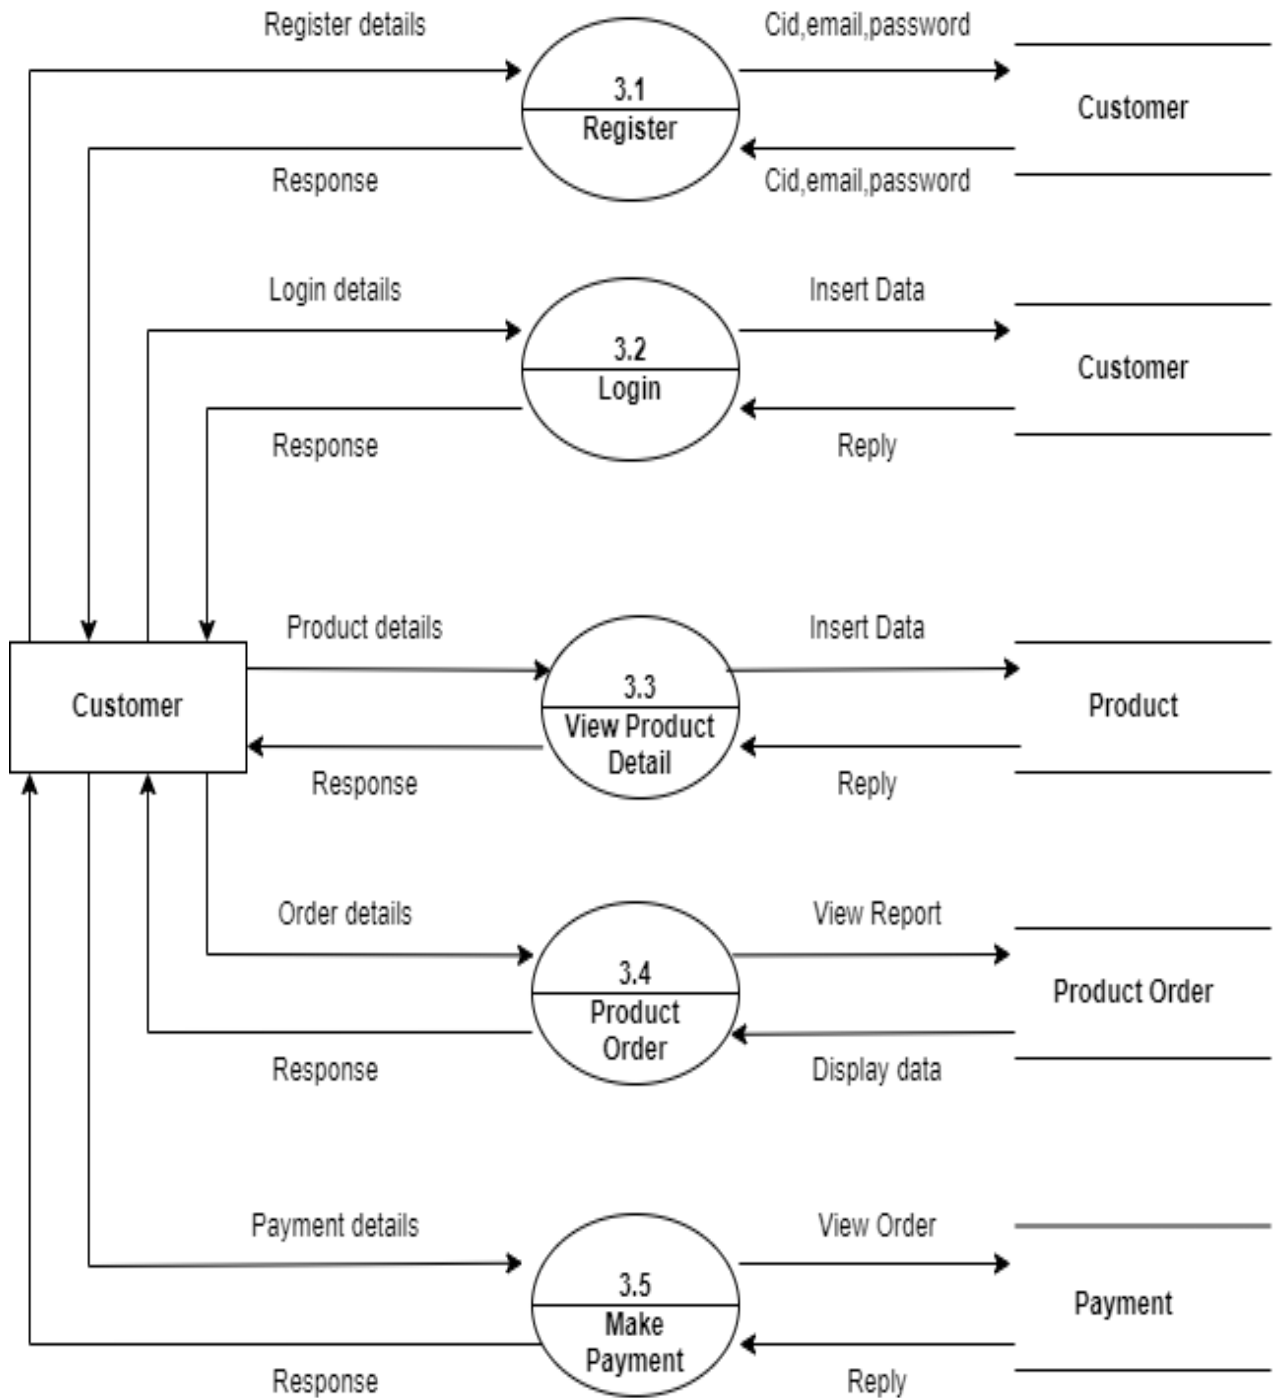 Register details
Cid,email,password
3.1
Register
Customer
Response
Cid,email,password
Login details
Insert Data
3.2
Login
Customer
Response
Reply
Product details
Insert Data
Customer
3.3
View Product
Detail
Product
Response
Reply
Order details
View Report
3.4
Product
Order
Product Order
Response
Display data
Payment details
View Order
3.5
Make
Payment
Payment
Response
Reply